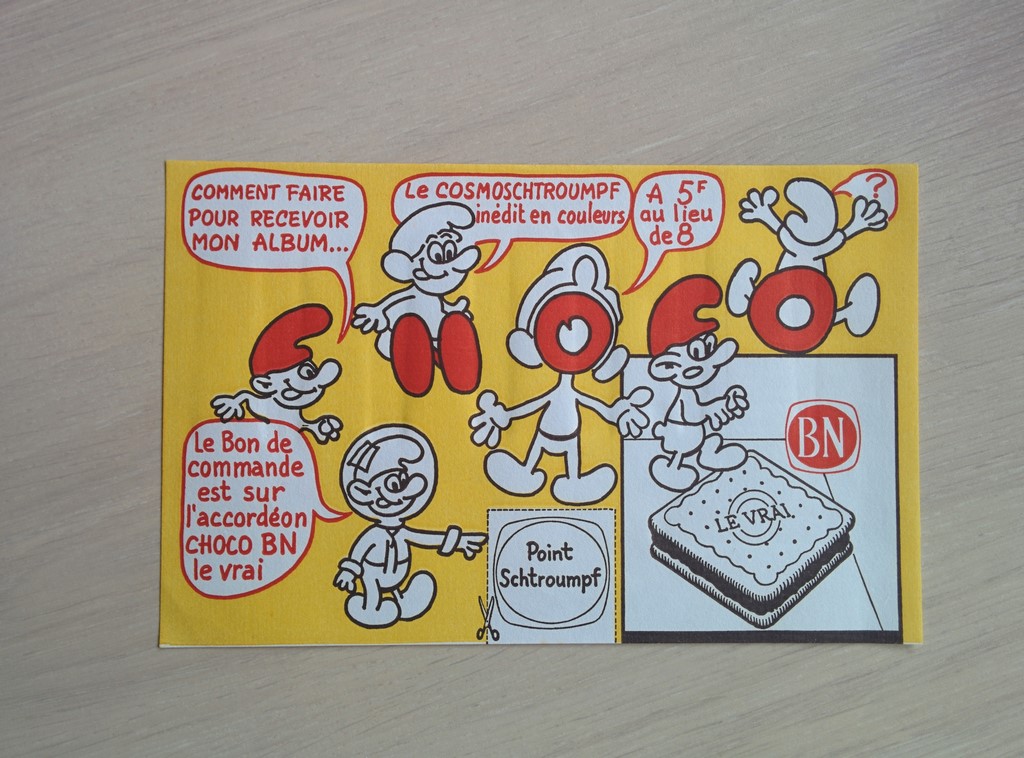 COMMENT FAIRE
POUR RECEVOIR
MON ALBUM...
Le COSMOSCHTROUMPF
inédit en couleurs
A 5F
au lieu
de 8
?
Le Bon de
commande
est sur
l'accordéon
CHOCO BN
le vrai
Point
Schtroumpf
BN
LE VRAI